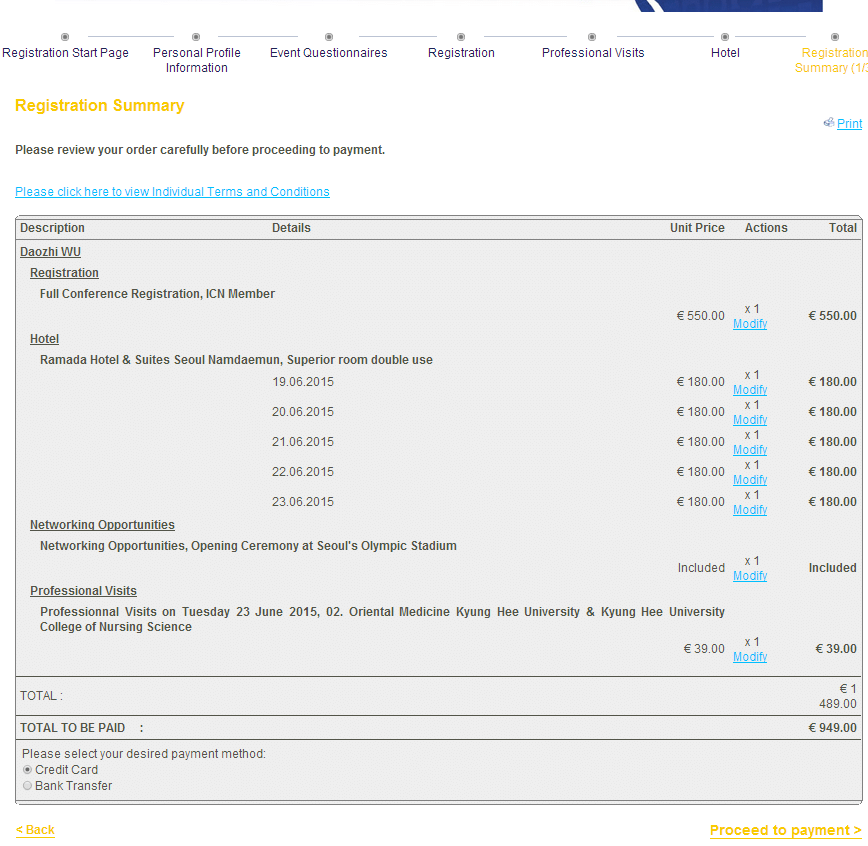 Registration Start Page
Personal Profile
Information
Event Questionnaires
Registration
Professional Visits
Hotel
Registration
Summary (1/
Registration Summary
Print
Please review your order carefully before proceeding to payment.
Please click here to view Individual Terms and Conditions
Description Details Unit Price Actions Total
Daozhi WU
Registration
Full Conference Registration, ICN Member
€ 550.00 x 1 € 550.00
Modify
Hotel
Ramada Hotel & Suites Seoul Namdaemun, Superior room double use
19.06.2015 € 180.00 x 1 € 180.00
Modify
20.06.2015 € 180.00 x 1 € 180.00
Modify
21.06.2015 € 180.00 x 1 € 180.00
Modify
22.06.2015 € 180.00 x 1 € 180.00
Modify
23.06.2015 € 180.00 x 1 € 180.00
Modify
Networking Opportunities
Networking Opportunities, Opening Ceremony at Seoul's Olympic Stadium
Included x 1 Included
Modify
Professional Visits
Professionnal Visits on Tuesday 23 June 2015, 02. Oriental Medicine Kyung Hee University & Kyung Hee University
College of Nursing Science
€ 39.00 x 1 € 39.00
Modify
TOTAL : € 1
489.00
TOTAL TO BE PAID : € 949.00
Please select your desired payment method:
Credit Card
Bank Transfer
< Back
Proceed to payment >